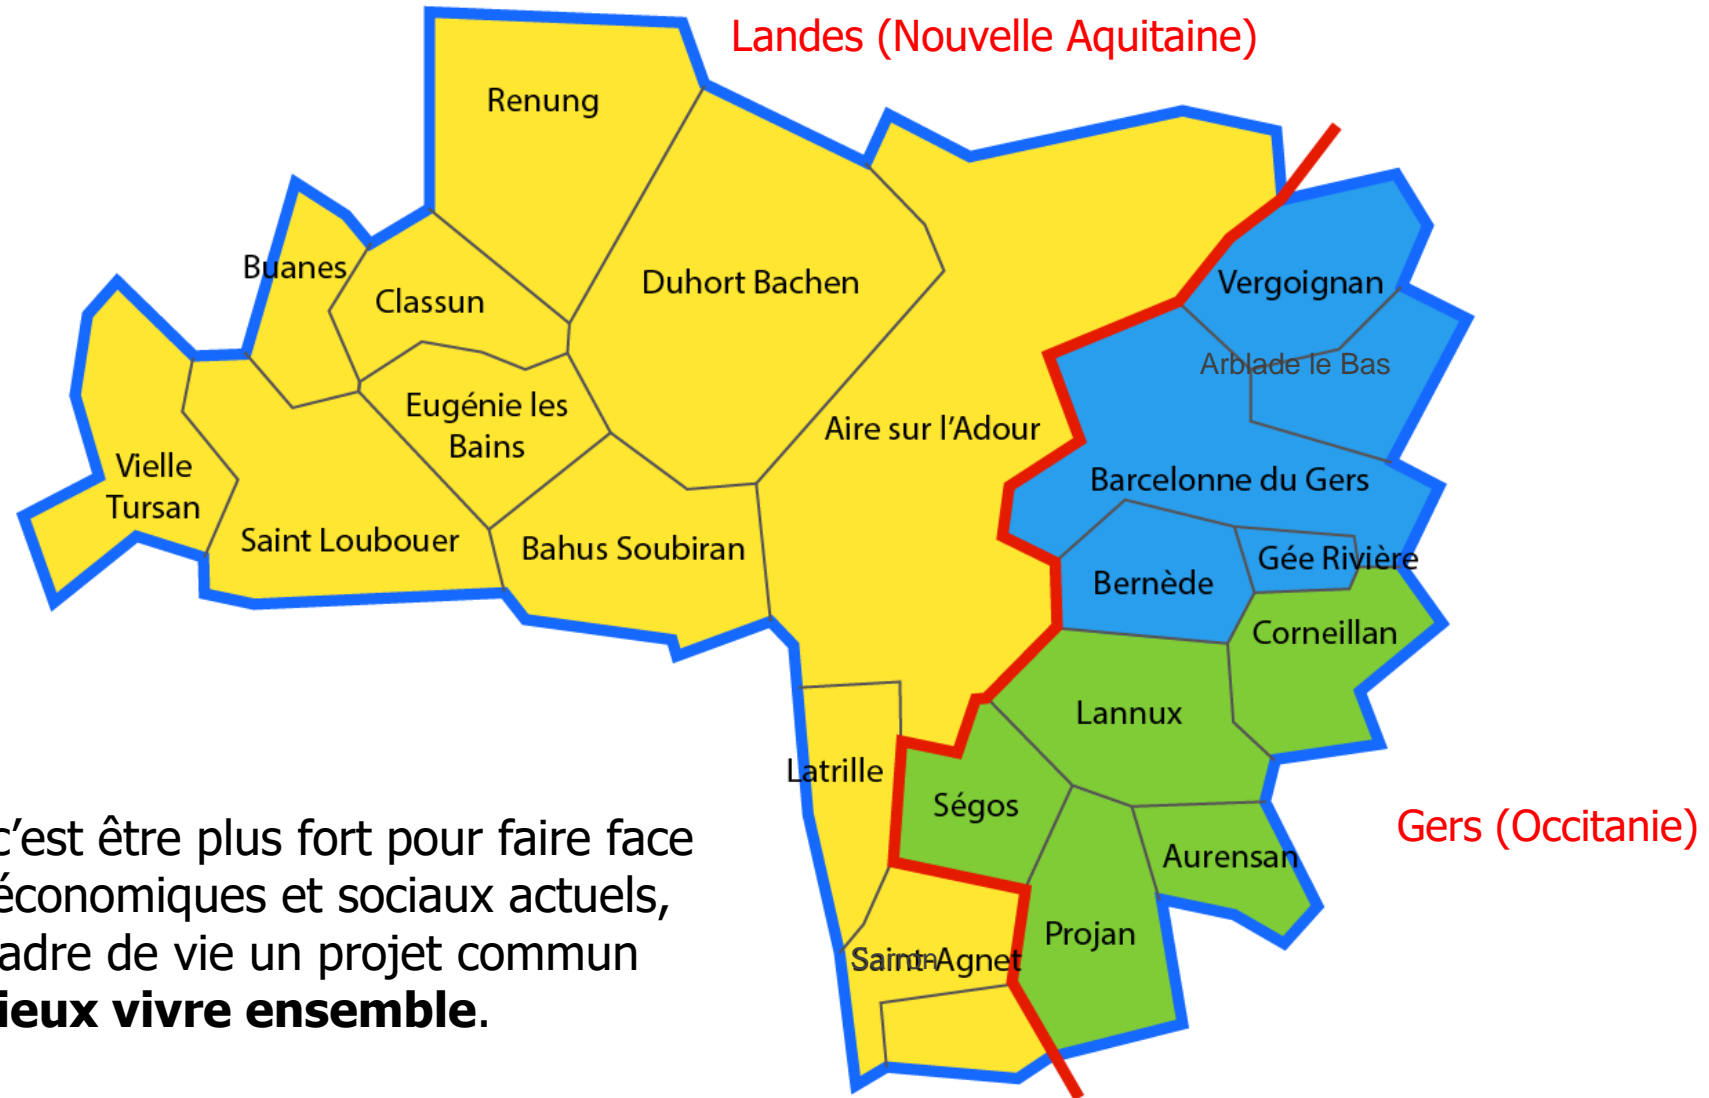 Landes (Nouvelle Aquitaine)
Renung
Buanes
Classun
Duhort Bachen
Vergoignan
Arblade le Bas
Eugénie les
Bains
Aire sur l'Adour
Vielle
Tursan
Barcelonne du Gers
Saint Loubouer
Bahus Soubiran
Bernède
Gée Rivière
Corneillan
Lannux
Latrille
Ségos
Aurensan
Gers (Occitanie)
Projan
Saint-Agnet
Sarron
c'est être plus fort pour faire face
économiques et sociaux actuels,
adre de vie un projet commun
ieux vivre ensemble.